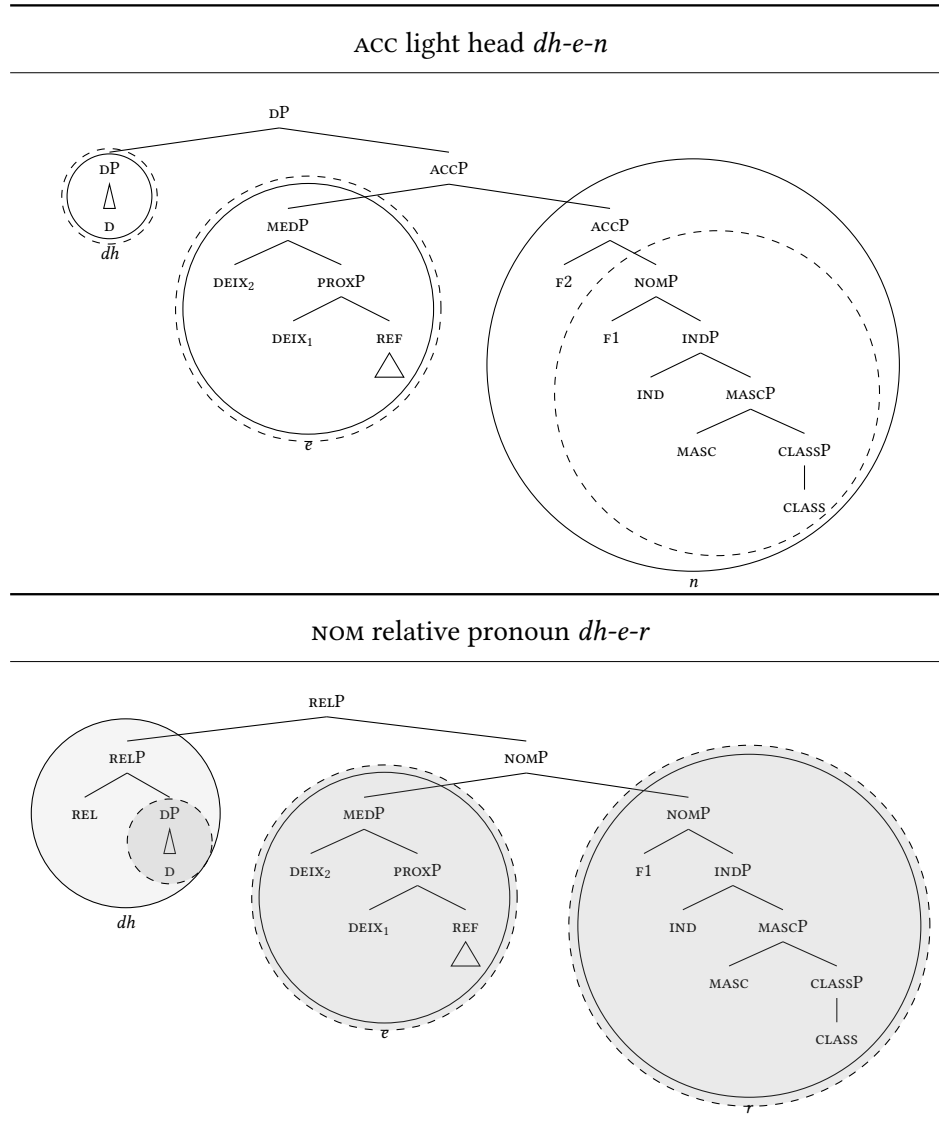 ACC light head dh-e-n
DP
DP ACCP
D MEDP ACCP
dh DEIX₂ PROXP F2 NOMP
DEIX₁ REF F1 INDP
IND MASCP
e MASC CLASSP
CLASS
n
NOM relative pronoun dh-e-r
RELP
RELP NOMP
REL DP MEDP NOMP
D DEIX₂ PROXP F1 INDP
dh DEIX₁ REF IND MASCP
MASC CLASSP
e CLASS
r